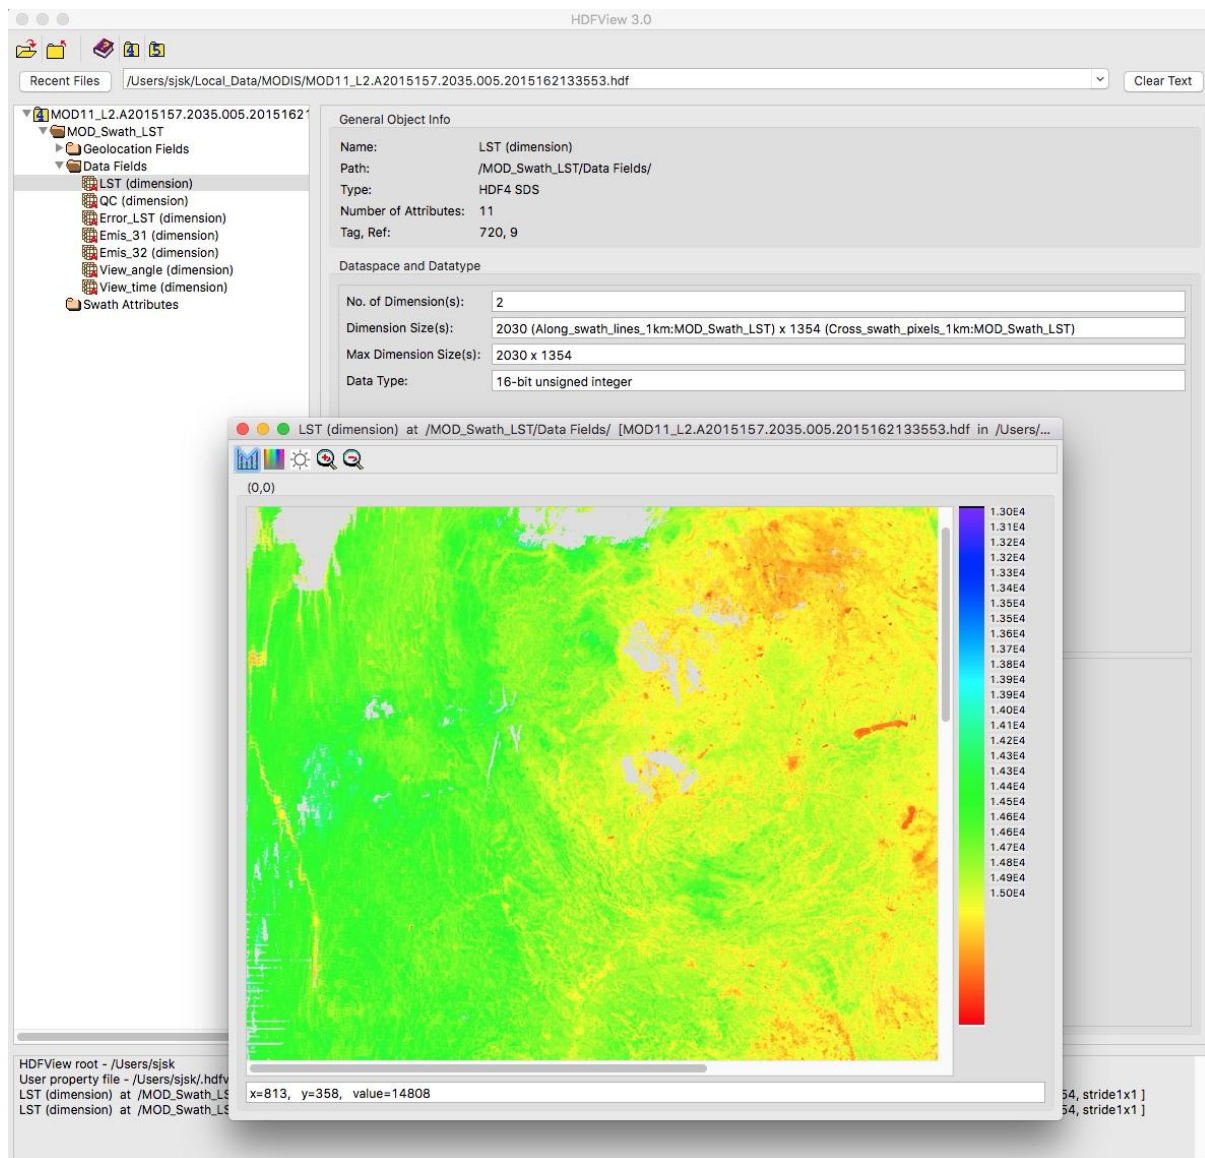 HDFView 3.0
4 5
Recent Files /Users/sjsk/Local_Data/MODIS/MOD11_L2.A2015157.2035.005.2015162133553.hdf Clear Text
4 MOD11_L2.A2015157.2035.005.20151621
MOD_Swath_LST
Geolocation Fields
Data Fields
LST (dimension)
QC (dimension)
Error_LST (dimension)
Emis_31 (dimension)
Emis_32 (dimension)
View_angle (dimension)
View_time (dimension)
Swath Attributes
General Object Info
Name: LST (dimension)
Path: /MOD_Swath_LST/Data Fields/
Type: HDF4 SDS
Number of Attributes: 11
Tag, Ref: 720, 9
Dataspace and Datatype
No. of Dimension(s): 2
Dimension Size(s): 2030 (Along_swath_lines_1km:MOD_Swath_LST) x 1354 (Cross_swath_pixels_1km:MOD_Swath_LST)
Max Dimension Size(s): 2030 x 1354
Data Type: 16-bit unsigned integer
LST (dimension) at /MOD_Swath_LST/Data Fields/ [MOD11_L2.A2015157.2035.005.2015162133553.hdf in /Users/...
(0,0)
1.30E4
1.31E4
1.32E4
1.32E4
1.33E4
1.34E4
1.35E4
1.35E4
1.36E4
1.37E4
1.38E4
1.39E4
1.39E4
1.40E4
1.41E4
1.42E4
1.43E4
1.43E4
1.44E4
1.45E4
1.46E4
1.46E4
1.47E4
1.48E4
1.49E4
1.50E4
x=813, y=358, value=14808
HDFView root - /Users/sjsk
User property file - /Users/sjsk/.hdfv
LST (dimension) at /MOD_Swath_LS 54, stride1x1 ]
LST (dimension) at /MOD_Swath_LS 54, stride1x1 ]